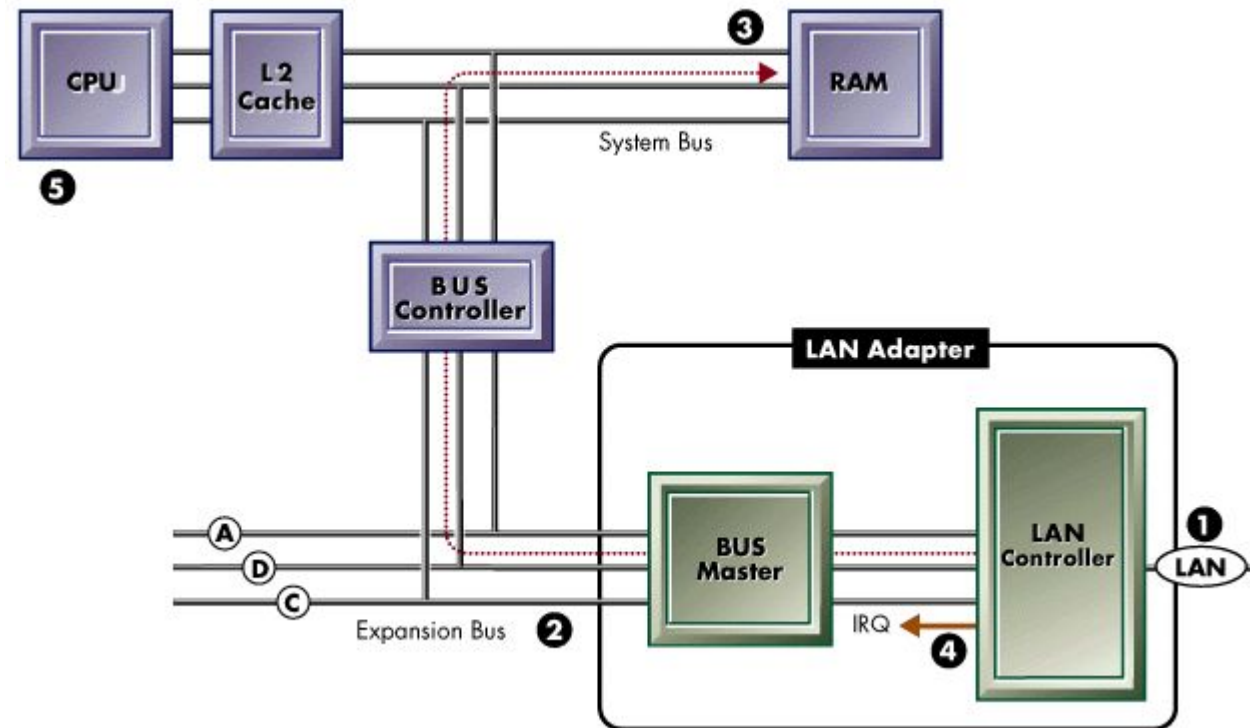 3
CPU
L2
Cache
RAM
System Bus
5
BUS
Controller
LAN Adapter
1
A
BUS
Master
LAN
Controller
LAN
D
C
Expansion Bus
2
IRQ
4